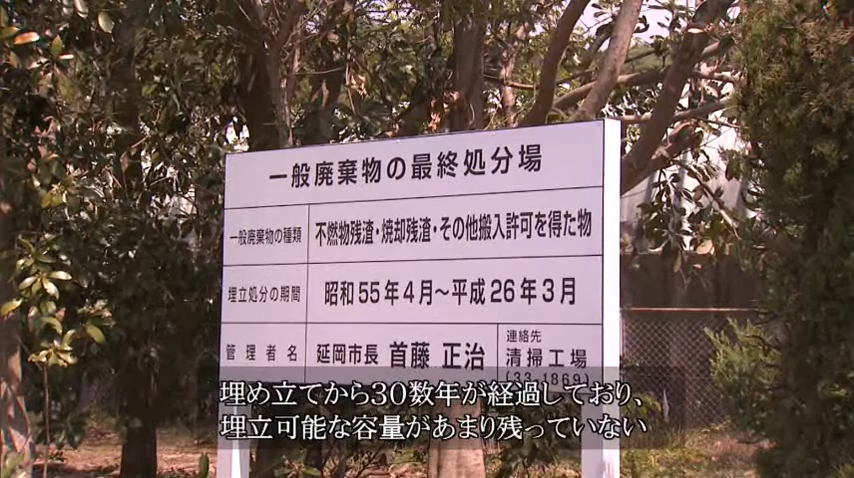 一般廃棄物の最終処分場
一般廃棄物の種類 不燃物残渣・焼却残渣・その他搬入許可を得た物
埋立処分の期間 昭和55年4月～平成26年3月
管理者名 延岡市長 首藤 正治 連絡先
清掃工場
(33-1869)
埋め立てから30数年が経過しており、
埋立可能な容量があまり残っていない